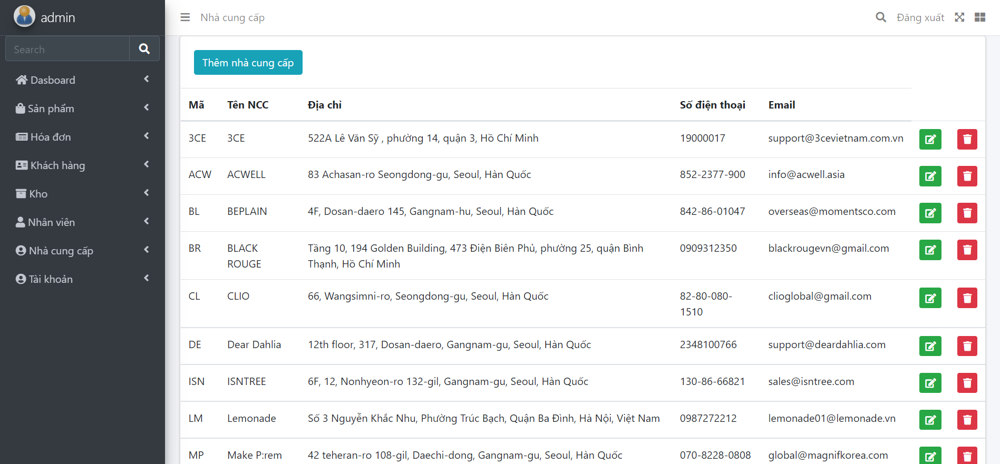 admin
Search
Dasboard
Sản phẩm
Hóa đơn
Khách hàng
Kho
Nhân viên
Nhà cung cấp
Tài khoản
Nhà cung cấp
Đăng xuất
Thêm nhà cung cấp
Mã Tên NCC Địa chỉ Số điện thoại Email
3CE 3CE 522A Lê Văn Sỹ , phường 14, quận 3, Hồ Chí Minh 19000017 support@3cevietnam.com.vn
ACW ACWELL 83 Achasan-ro Seongdong-gu, Seoul, Hàn Quốc 852-2377-900 info@acwell.asia
BL BEPLAIN 4F, Dosan-daero 145, Gangnam-hu, Seoul, Hàn Quốc 842-86-01047 overseas@momentsco.com
BR BLACK Tầng 10, 194 Golden Building, 473 Điện Biên Phủ, phường 25, quận Bình 0909312350 blackrougevn@gmail.com
ROUGE Thạnh, Hồ Chí Minh
CL CLIO 66, Wangsimni-ro, Seongdong-gu, Seoul, Hàn Quốc 82-80-080- clioglobal@gmail.com
1510
DE Dear Dahlia 12th floor, 317, Dosan-daero, Gangnam-gu, Seoul, Hàn Quốc 2348100766 support@deardahlia.com
ISN ISNTREE 6F, 12, Nonhyeon-ro 132-gil, Gangnam-gu, Seoul, Hàn Quốc 130-86-66821 sales@isntree.com
LM Lemonade Số 3 Nguyễn Khắc Nhu, Phường Trúc Bạch, Quận Ba Đình, Hà Nội, Việt Nam 0987272212 lemonade01@lemonade.vn
MP Make P:rem 42 teheran-ro 108-gil, Daechi-dong, Gangnam-gu, Seoul, Hàn Quốc 070-8228-0808 global@magnifkorea.com